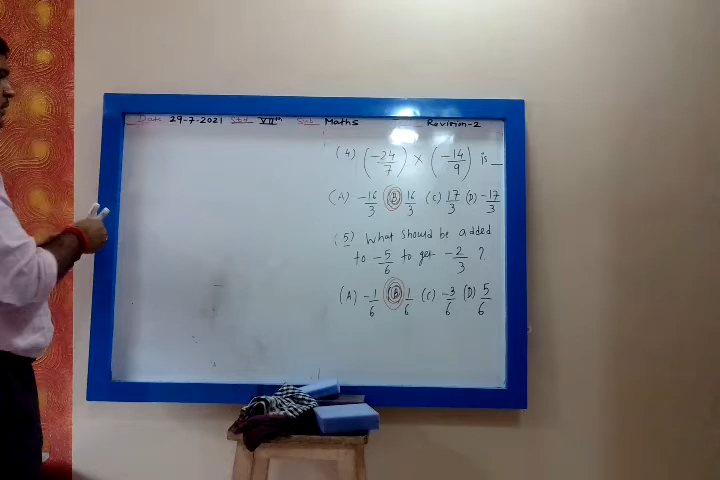 Date 29-7-2021 Std VIIth Sub Maths Revision-2
(4) (-24/7) × (-14/9) is __
(A) -16/3 (B) 16/3 (C) 17/3 (D) -17/3
(5) What should be added
to -5/6 to get -2/3 ?
(A) -1/6 (B) 1/6 (C) -3/6 (D) 5/6